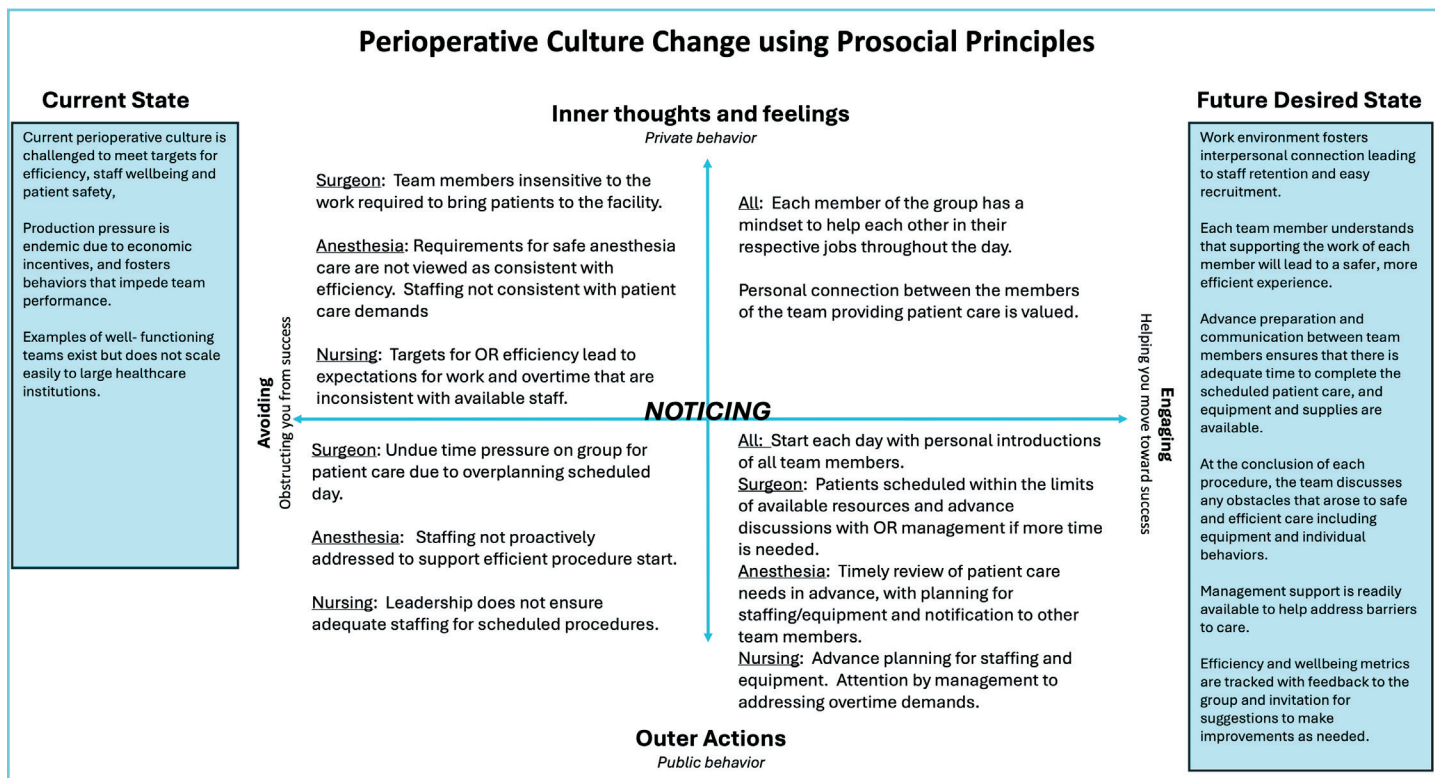 Perioperative Culture Change using Prosocial Principles
Current State
Current perioperative culture is
challenged to meet targets for
efficiency, staff wellbeing and
patient safety,
Production pressure is
endemic due to economic
incentives, and fosters
behaviors that impede team
performance.
Examples of well- functioning
teams exist but does not scale
easily to large healthcare
institutions.
Inner thoughts and feelings
Private behavior
Surgeon: Team members insensitive to the
work required to bring patients to the facility.
Anesthesia: Requirements for safe anesthesia
care are not viewed as consistent with
efficiency. Staffing not consistent with patient
care demands
Nursing: Targets for OR efficiency lead to
expectations for work and overtime that are
inconsistent with available staff.
All: Each member of the group has a
mindset to help each other in their
respective jobs throughout the day.
Personal connection between the members
of the team providing patient care is valued.
Avoiding
Obstructing you from success
NOTICING
Engaging
Helping you move toward success
Surgeon: Undue time pressure on group for
patient care due to overplanning scheduled
day.
Anesthesia: Staffing not proactively
addressed to support efficient procedure start.
Nursing: Leadership does not ensure
adequate staffing for scheduled procedures.
All: Start each day with personal introductions
of all team members.
Surgeon: Patients scheduled within the limits
of available resources and advance
discussions with OR management if more time
is needed.
Anesthesia: Timely review of patient care
needs in advance, with planning for
staffing/equipment and notification to other
team members.
Nursing: Advance planning for staffing and
equipment. Attention by management to
addressing overtime demands.
Outer Actions
Public behavior
Future Desired State
Work environment fosters
interpersonal connection leading
to staff retention and easy
recruitment.
Each team member understands
that supporting the work of each
member will lead to a safer, more
efficient experience.
Advance preparation and
communication between team
members ensures that there is
adequate time to complete the
scheduled patient care, and
equipment and supplies are
available.
At the conclusion of each
procedure, the team discusses
any obstacles that arose to safe
and efficient care including
equipment and individual
behaviors.
Management support is readily
available to help address barriers
to care.
Efficiency and wellbeing metrics
are tracked with feedback to the
group and invitation for
suggestions to make
improvements as needed.